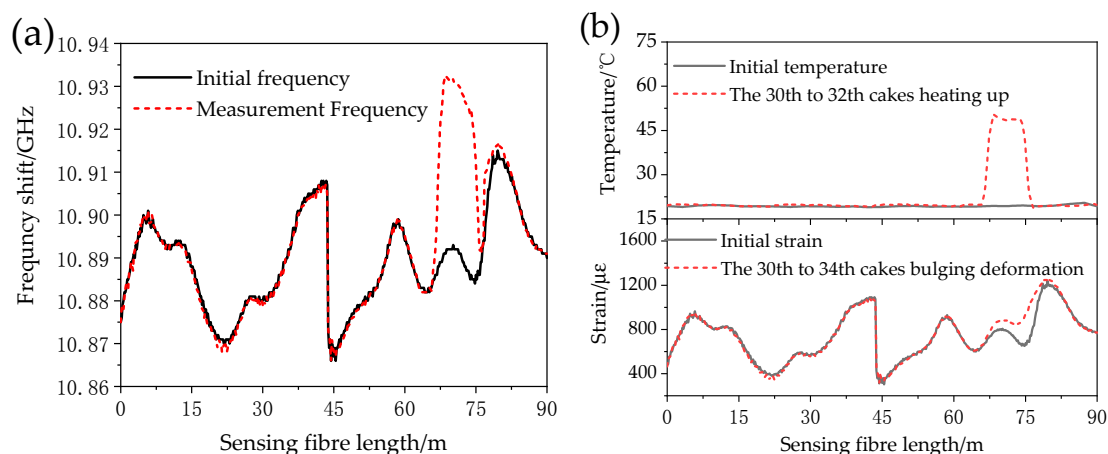 (a)
10.94
10.93
10.92
10.91
10.90
10.89
10.88
10.87
10.86
Frequncy shift/GHz
Initial frequency
Measurement Frequency
0 15 30 45 60 75 90
Sensing fibre length/m
(b)
75
60
45
30
15
Temperature/℃
Initial temperature
The 30th to 32th cakes heating up
1600
1200
800
400
Strain/με
Initial strain
The 30th to 34th cakes bulging deformation
0 15 30 45 60 75 90
Sensing fibre length/m